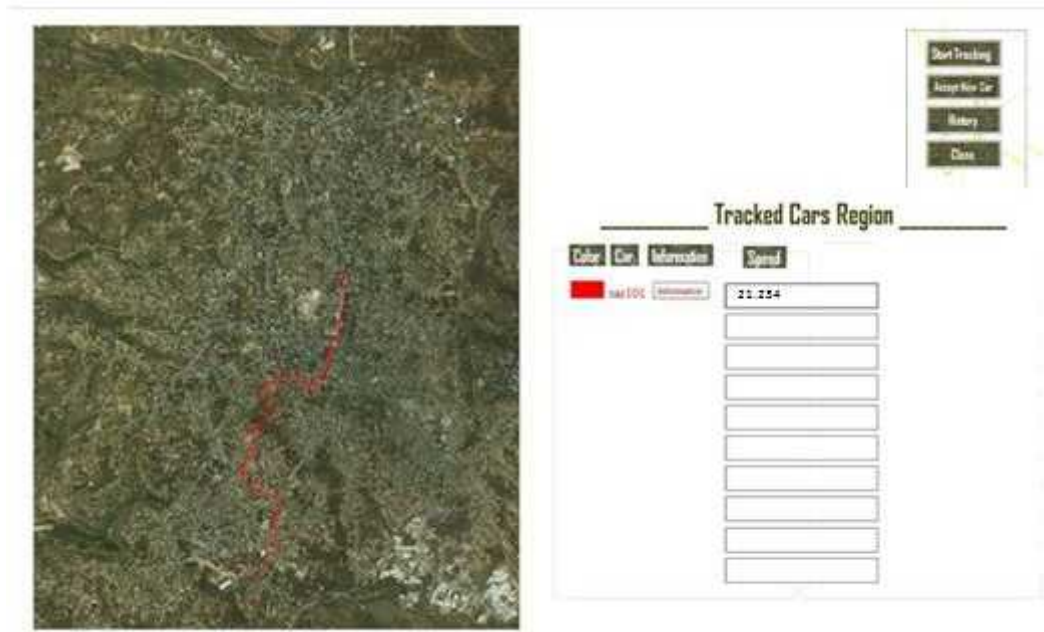 Start Tracking
Accept New Car
History
Close
Tracked Cars Region
Color Car Information Speed
Information 21.254